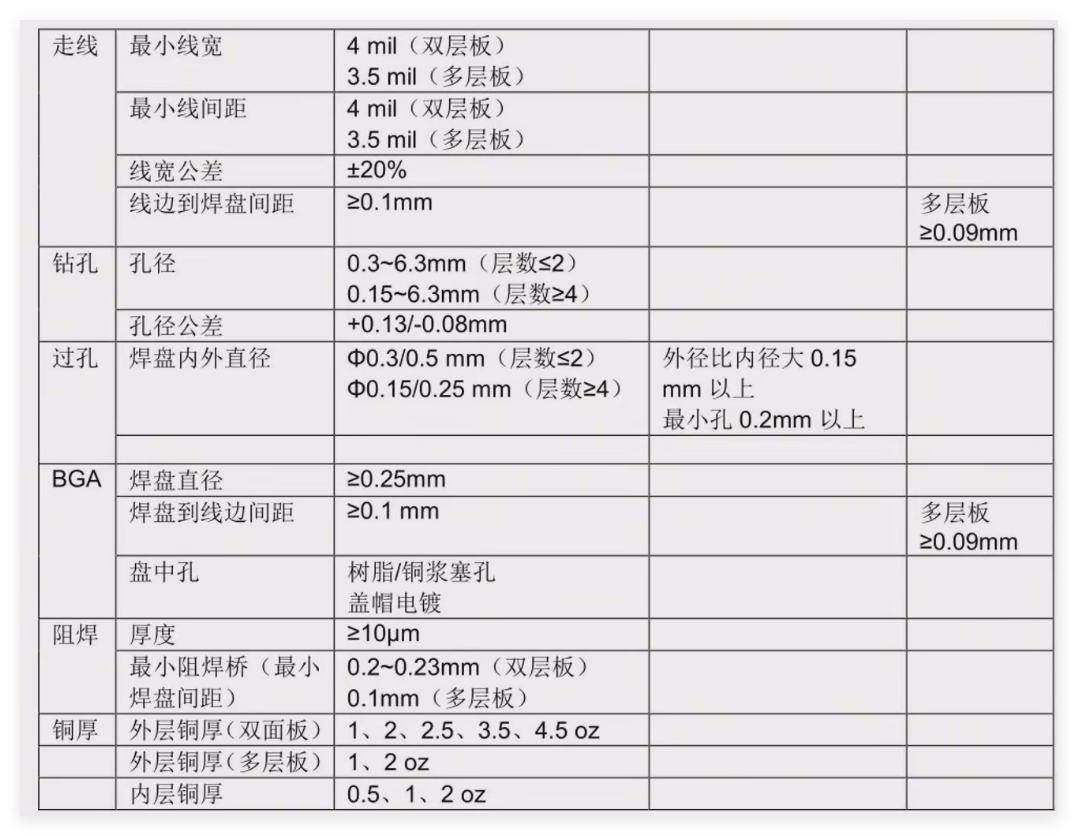 走线 最小线宽 4 mil（双层板）
3.5 mil（多层板）
最小线间距 4 mil（双层板）
3.5 mil（多层板）
线宽公差 ±20%
线边到焊盘间距 ≥0.1mm 多层板
≥0.09mm
钻孔 孔径 0.3~6.3mm（层数≤2）
0.15~6.3mm（层数≥4）
孔径公差 +0.13/-0.08mm
过孔 焊盘内外直径 Φ0.3/0.5 mm（层数≤2） 外径比内径大 0.15
Φ0.15/0.25 mm（层数≥4） mm 以上
最小孔 0.2mm 以上
BGA 焊盘直径 ≥0.25mm
焊盘到线边间距 ≥0.1 mm 多层板
≥0.09mm
盘中孔 树脂/铜浆塞孔
盖帽电镀
阻焊 厚度 ≥10μm
最小阻焊桥（最小 0.2~0.23mm（双层板）
焊盘间距） 0.1mm（多层板）
铜厚 外层铜厚(双面板) 1、2、2.5、3.5、4.5 oz
外层铜厚(多层板) 1、2 oz
内层铜厚 0.5、1、2 oz